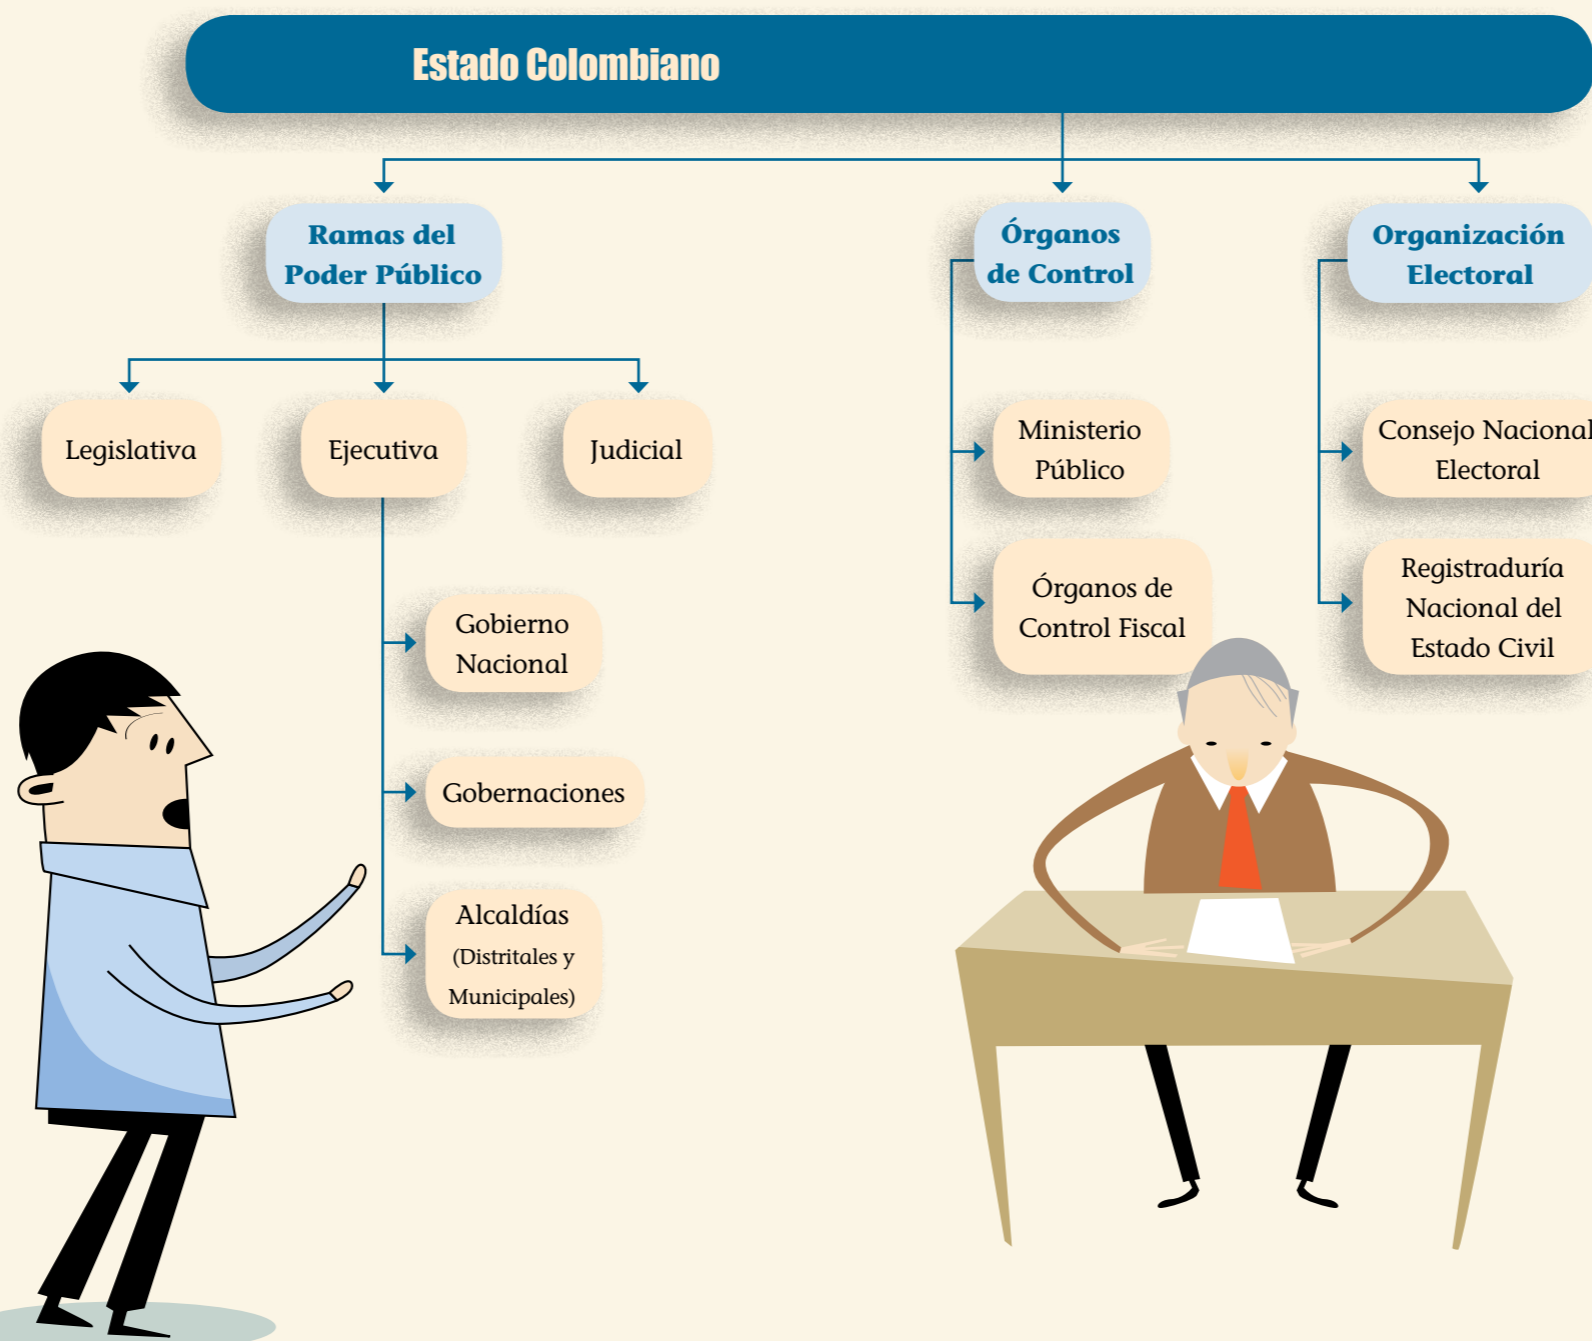 Estado Colombiano
Ramas del
Poder Público
Órganos
de Control
Organización
Electoral
Legislativa
Ejecutiva
Judicial
Ministerio
Público
Consejo Nacional
Electoral
Órganos de
Control Fiscal
Registraduría
Nacional del
Estado Civil
Gobierno
Nacional
Gobernaciones
Alcaldías
(Distritales y
Municipales)